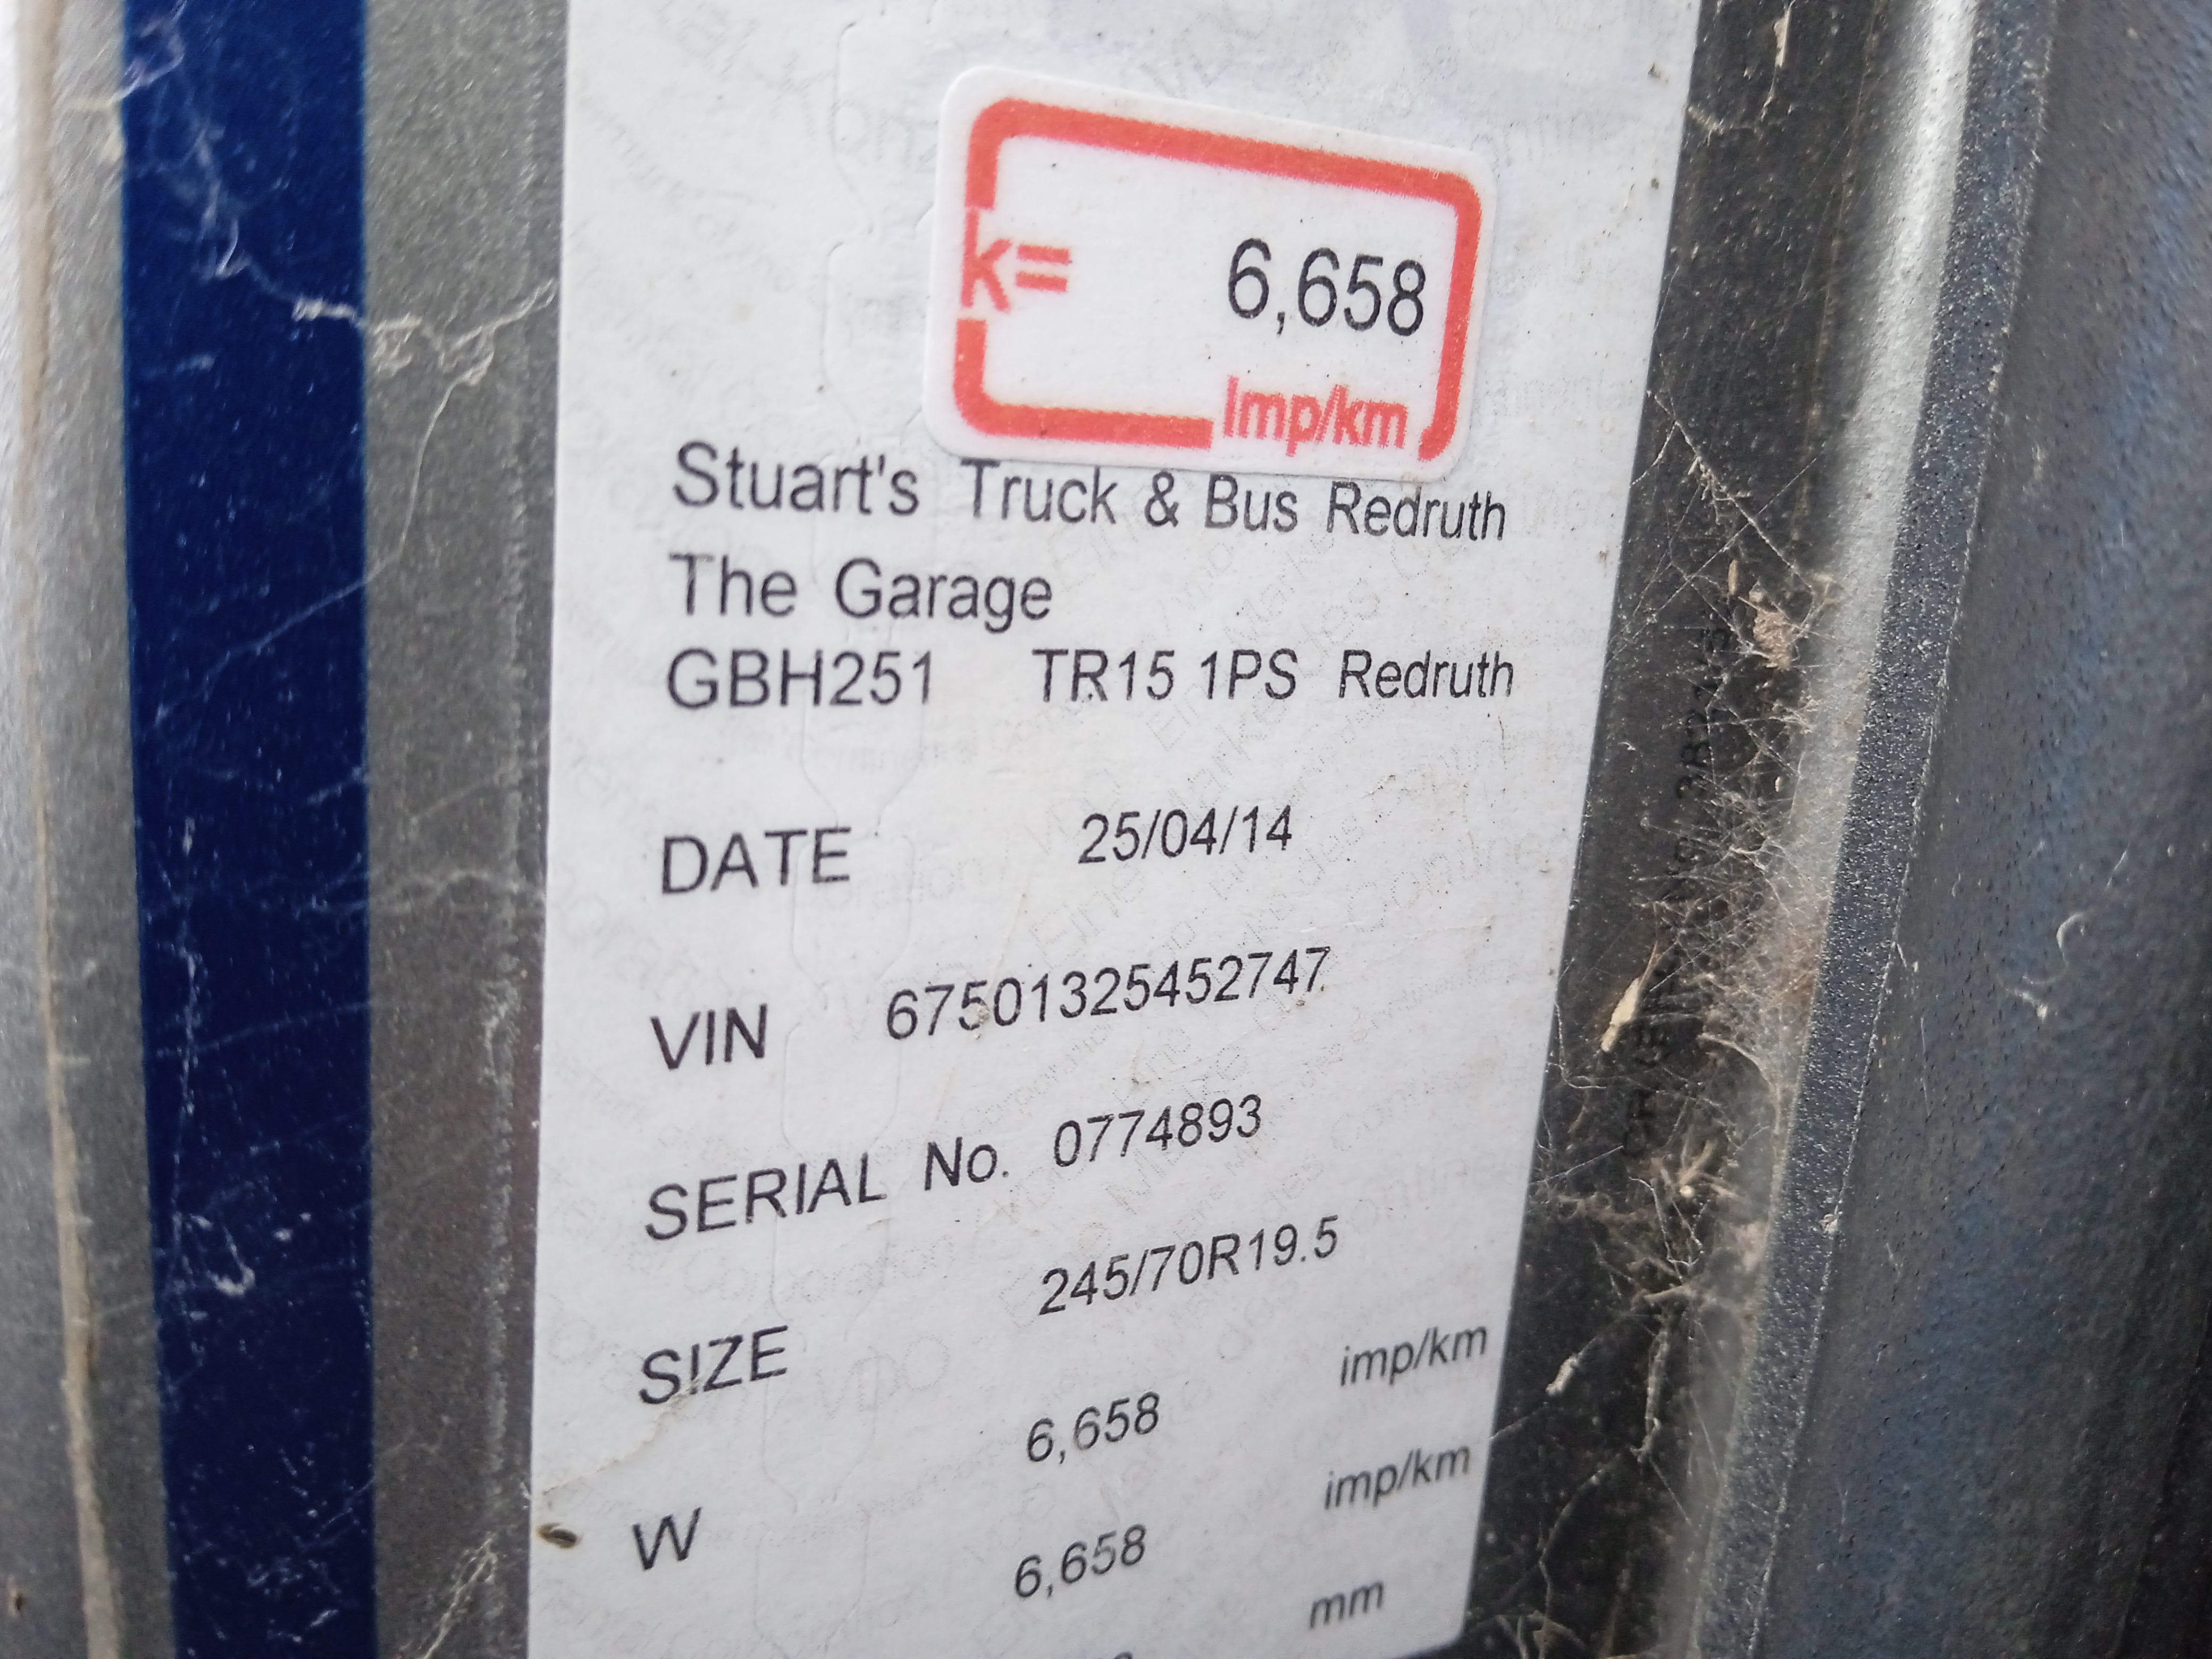 k= 6,658
Imp/km
Stuart's Truck & Bus Redruth
The Garage
GBH251 TR15 1PS Redruth
DATE 25/04/14
VIN 67501325452747
SERIAL No. 0774893
SIZE 245/70R19.5
W 6,658 imp/km
6,658 imp/km
mm